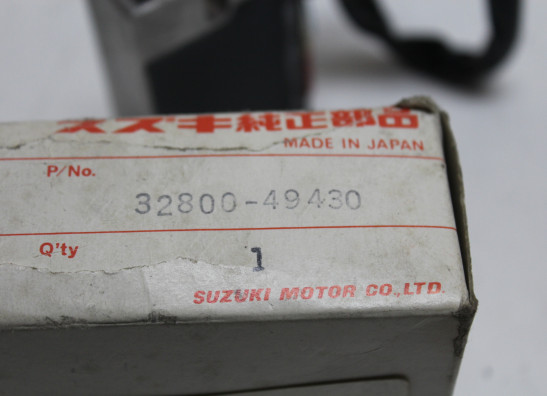 スズキ純正部品
MADE IN JAPAN
P/No.
32800-49430
Q'ty
1
SUZUKI MOTOR CO.,LTD.